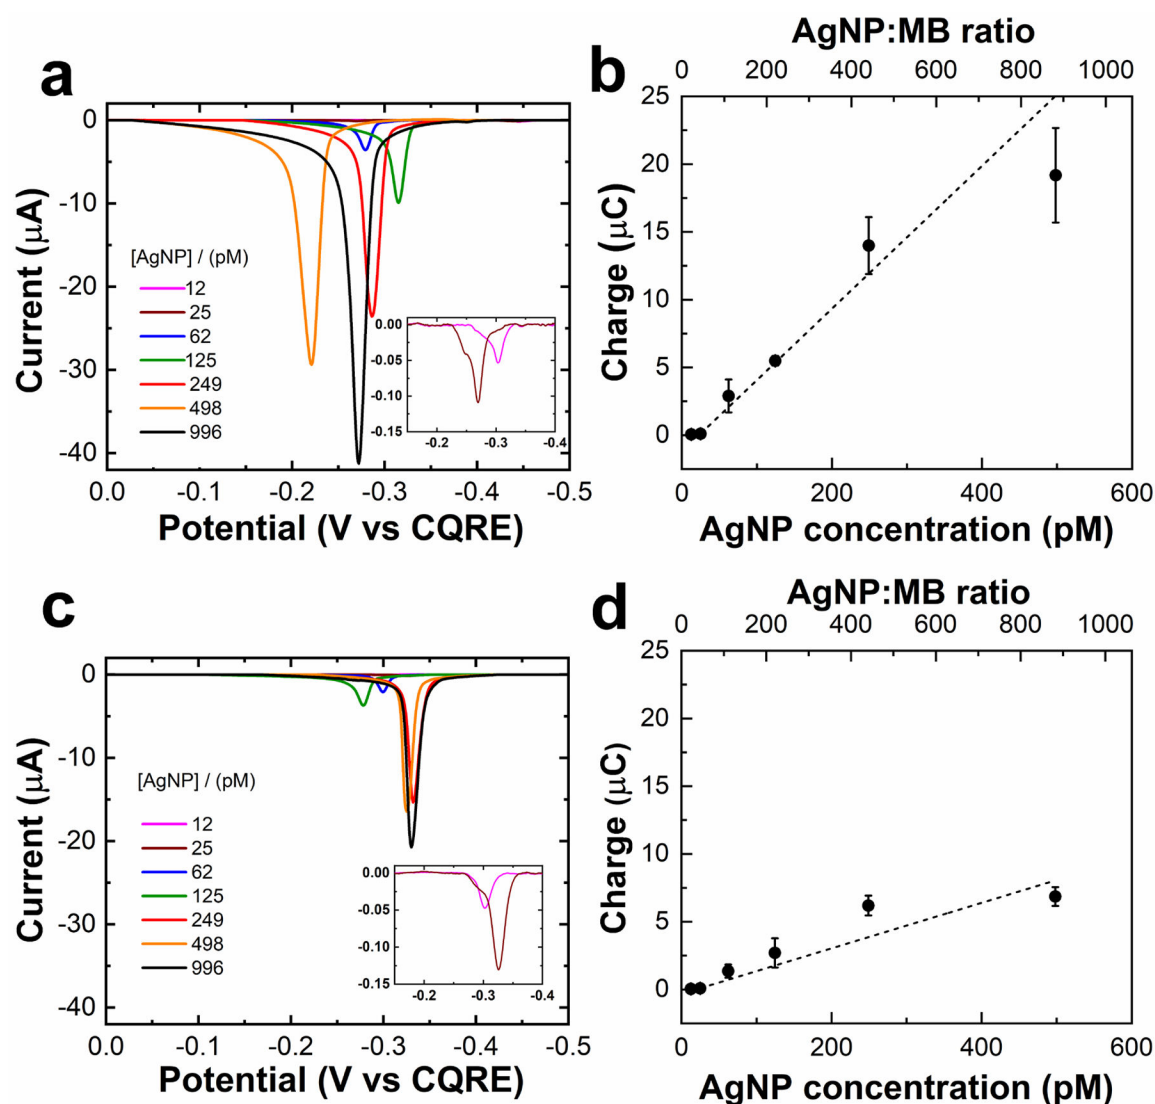 a
Current (μA)
0
-10
-20
-30
-40
[AgNP] / (pM)
12
25
62
125
249
498
996
0.00
-0.05
-0.10
-0.15
-0.2 -0.3 -0.4
0.0 -0.1 -0.2 -0.3 -0.4 -0.5
Potential (V vs CQRE)
b
AgNP:MB ratio
0 200 400 600 800 1000
Charge (μC)
25
20
15
10
5
0
0 200 400 600
AgNP concentration (pM)
c
Current (μA)
0
-10
-20
-30
-40
[AgNP] / (pM)
12
25
62
125
249
498
996
0.00
-0.05
-0.10
-0.15
-0.2 -0.3 -0.4
0.0 -0.1 -0.2 -0.3 -0.4 -0.5
Potential (V vs CQRE)
d
AgNP:MB ratio
0 200 400 600 800 1000
Charge (μC)
25
20
15
10
5
0
0 200 400 600
AgNP concentration (pM)